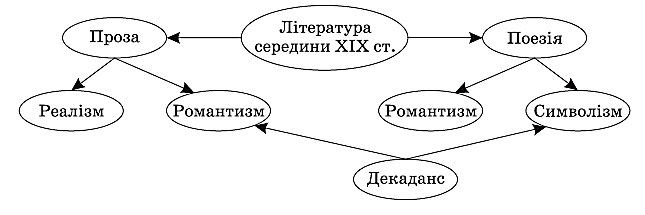 Література
середини XIX ст.
Проза
Поезія
Реалізм
Романтизм
Романтизм
Символізм
Декаданс